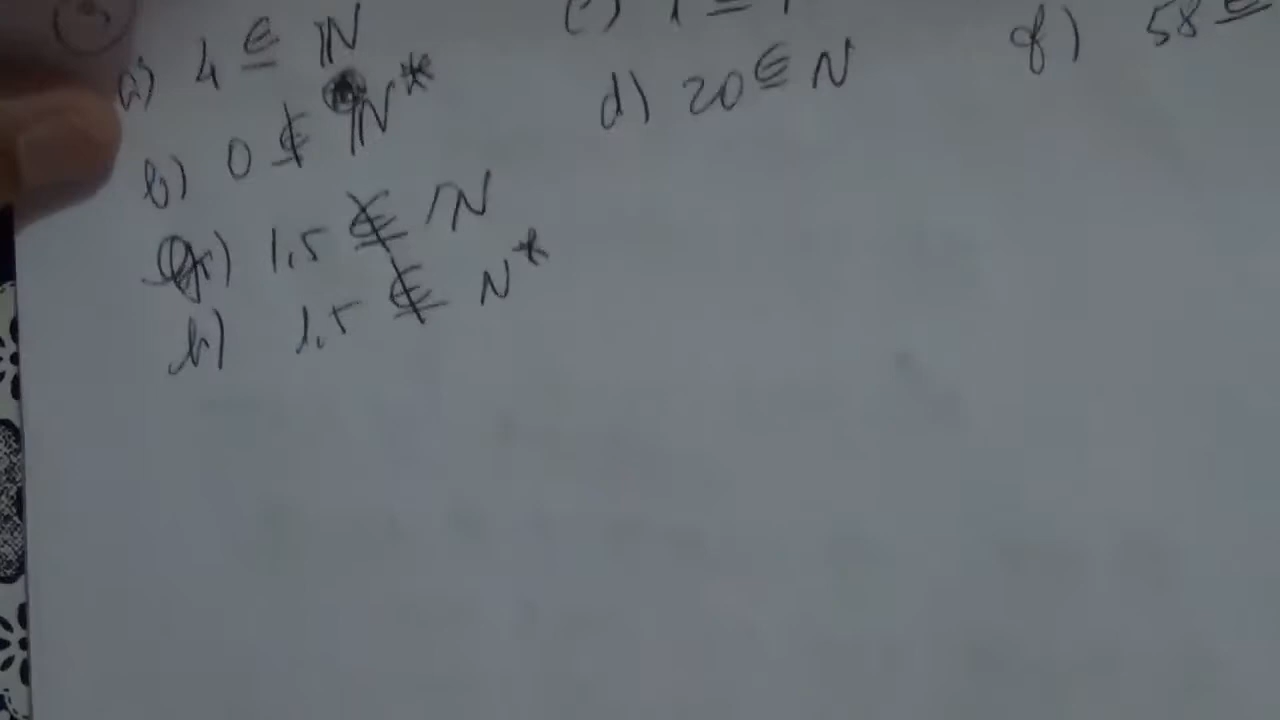 a) 4 ∈ N
b) 0 ∉ N*
g) 1,5 ∉ N
h) 1,5 ∉ N*
d) 20 ∈ N
f) 58 ∈